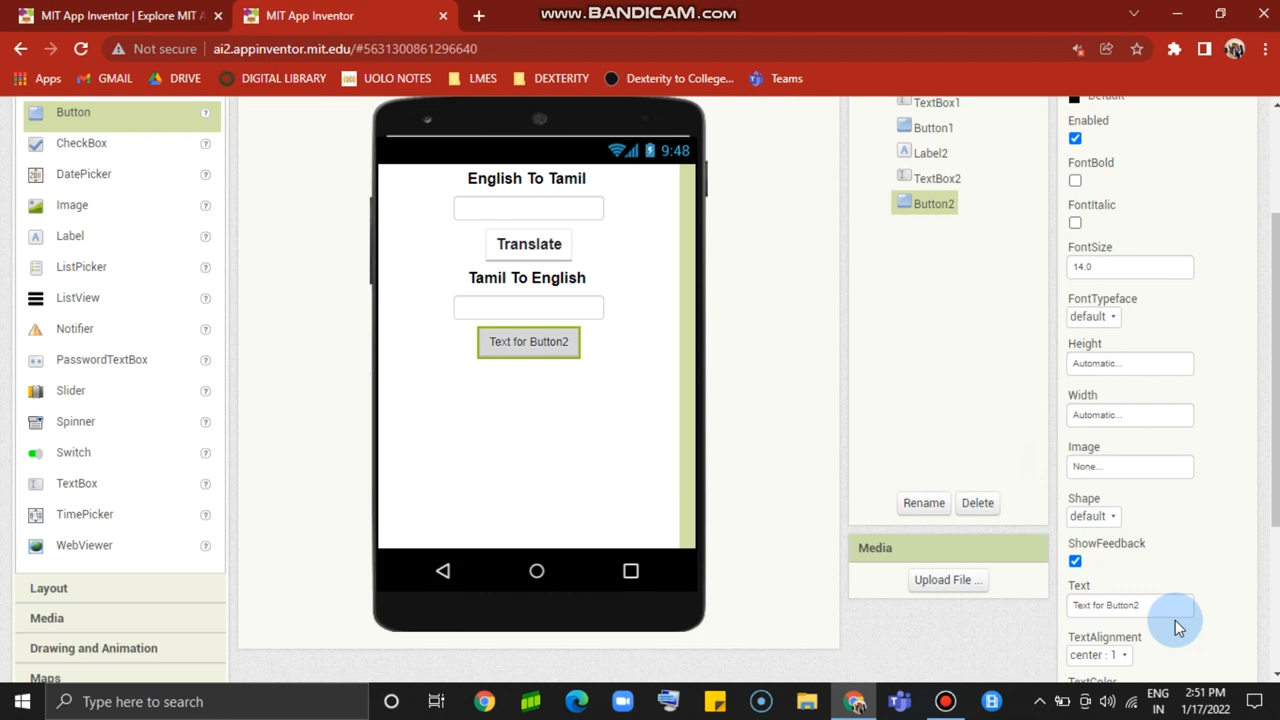 www.BANDICAM.com
MIT App Inventor | Explore MIT A
MIT App Inventor
Not secure
ai2.appinventor.mit.edu/#5631300861296640
Apps
GMAIL
DRIVE
DIGITAL LIBRARY
UOLO NOTES
LMES
DEXTERITY
Dexterity to College...
Teams
Button
CheckBox
DatePicker
Image
Label
ListPicker
ListView
Notifier
PasswordTextBox
Slider
Spinner
Switch
TextBox
TimePicker
WebViewer
Layout
Media
Drawing and Animation
Maps
9:48
English To Tamil
Translate
Tamil To English
Text for Button2
TextBox1
Button1
Label2
TextBox2
Button2
Rename
Delete
Media
Upload File ...
Default
Enabled
FontBold
FontItalic
FontSize
14.0
FontTypeface
default
Height
Automatic...
Width
Automatic...
Image
None...
Shape
default
ShowFeedback
Text
Text for Button2
TextAlignment
center : 1
TextColor
Type here to search
ENG
IN
2:51 PM
1/17/2022